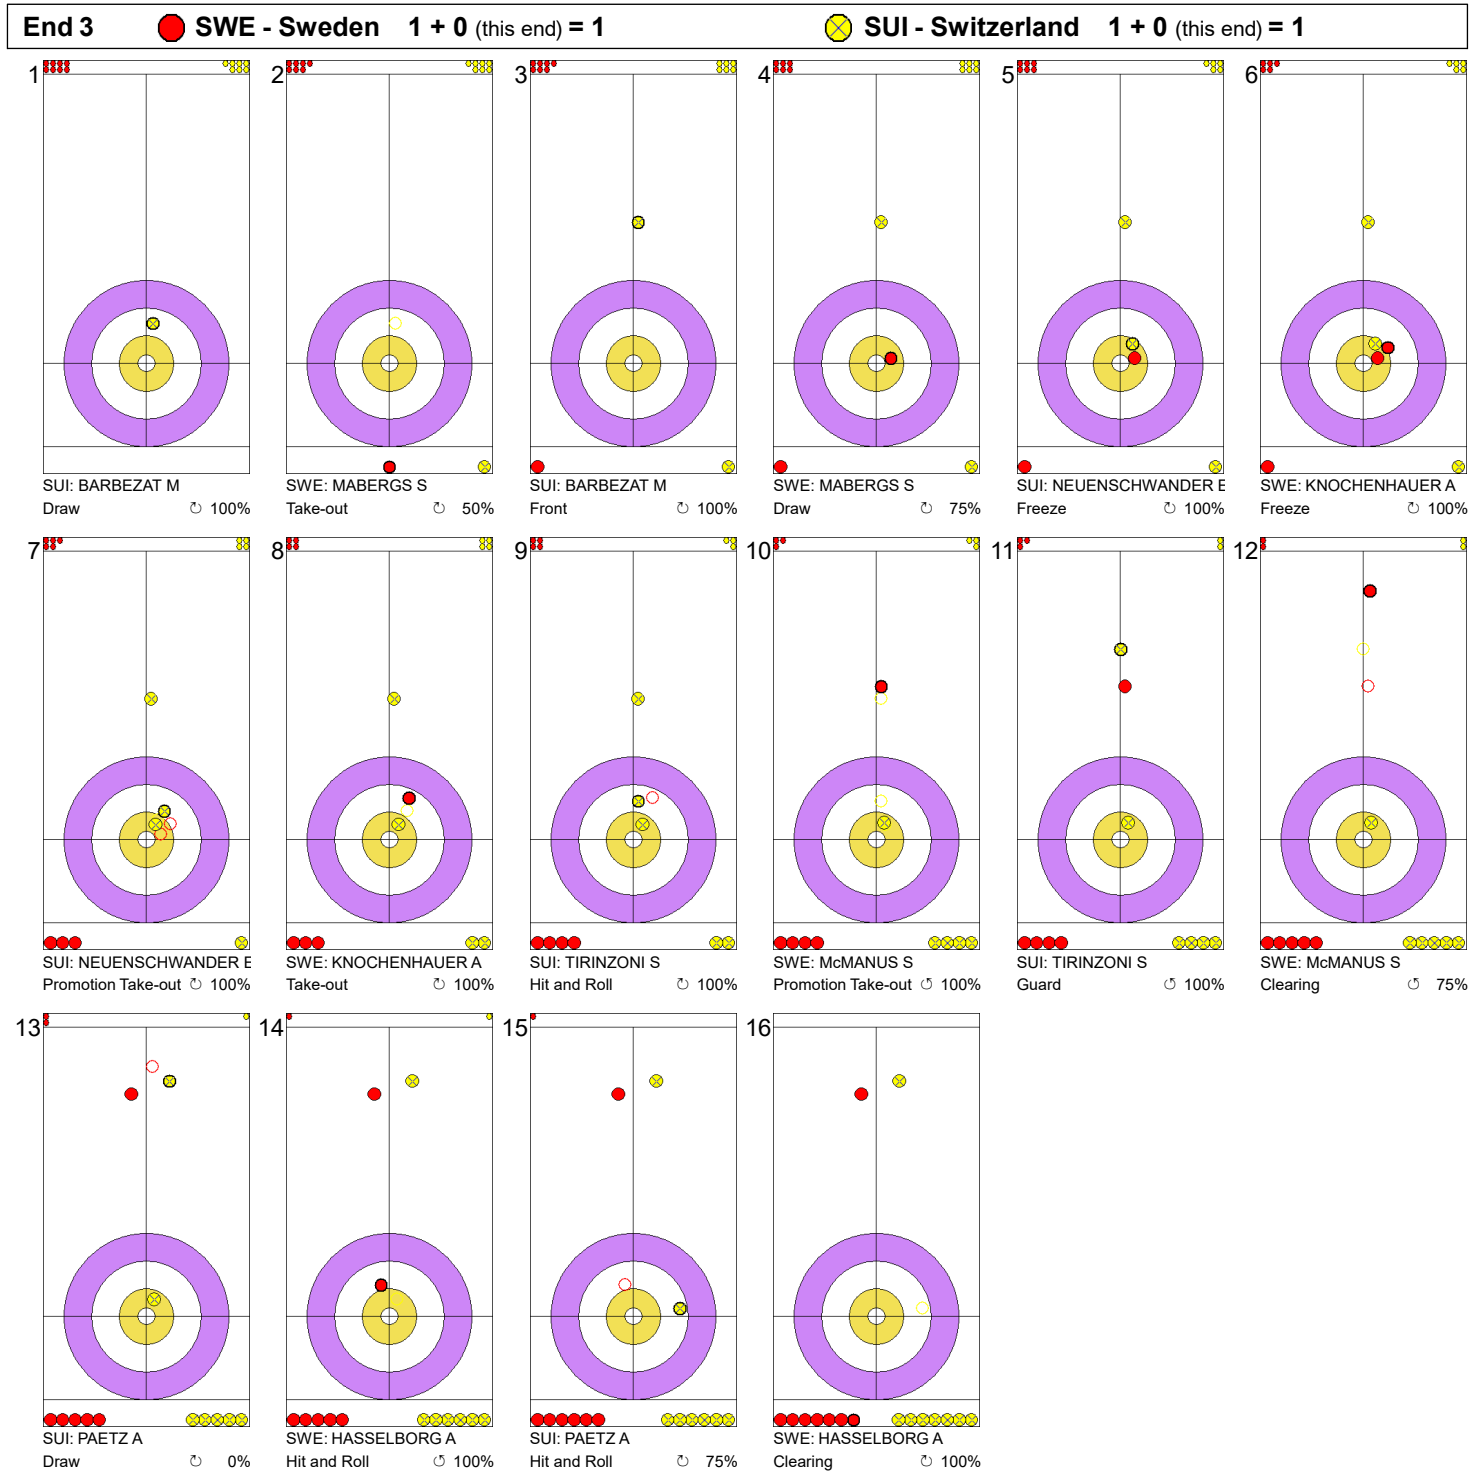 End 3 SWE - Sweden 1 + 0 (this end) = 1 SUI - Switzerland 1 + 0 (this end) = 1
1 2 3 4 5 6
SUI: BARBEZAT M SWE: MABERGS S SUI: BARBEZAT M SWE: MABERGS S SUI: NEUENSCHWANDER E SWE: KNOCHENHAUER A
Draw ↻ 100% Take-out ↻ 50% Front ↻ 100% Draw ↻ 75% Freeze ↻ 100% Freeze ↻ 100%
7 8 9 10 11 12
SUI: NEUENSCHWANDER E SWE: KNOCHENHAUER A SUI: TIRINZONI S SWE: McMANUS S SUI: TIRINZONI S SWE: McMANUS S
Promotion Take-out ↻ 100% Take-out ↻ 100% Hit and Roll ↻ 100% Promotion Take-out ↺ 100% Guard ↺ 100% Clearing ↺ 75%
13 14 15 16
SUI: PAETZ A SWE: HASSELBORG A SUI: PAETZ A SWE: HASSELBORG A
Draw ↻ 0% Hit and Roll ↻ 100% Hit and Roll ↻ 75% Clearing ↻ 100%